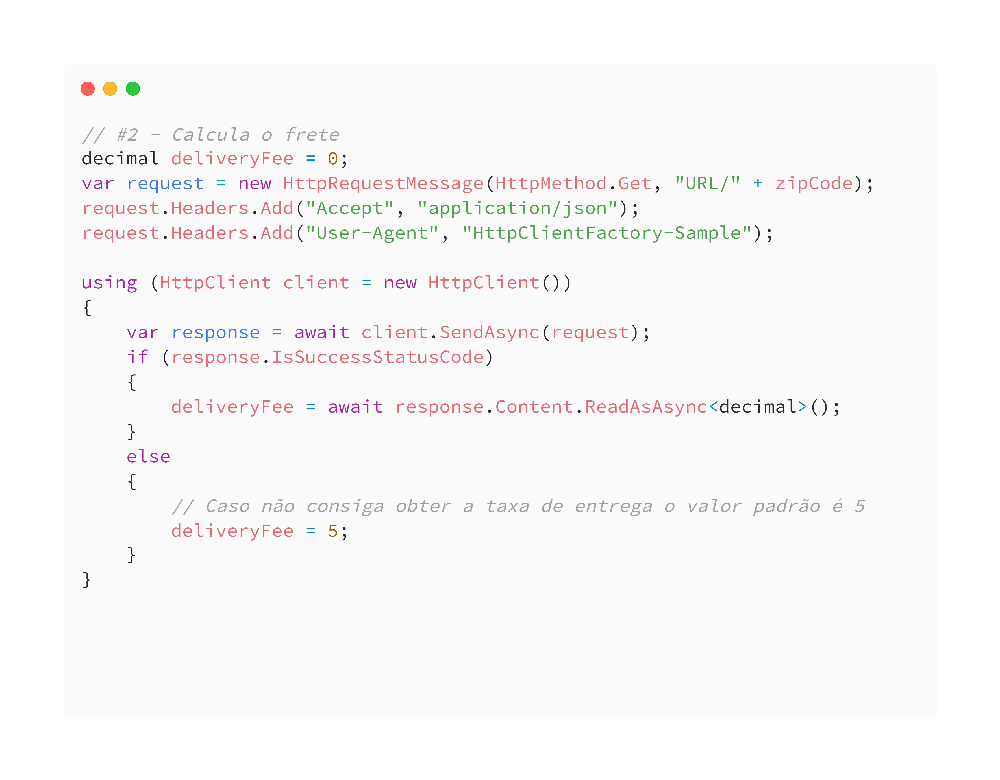 // #2 - Calcula o frete
decimal deliveryFee = 0;
var request = new HttpRequestMessage(HttpMethod.Get, "URL/" + zipCode);
request.Headers.Add("Accept", "application/json");
request.Headers.Add("User-Agent", "HttpClientFactory-Sample");
using (HttpClient client = new HttpClient())
{
    var response = await client.SendAsync(request);
    if (response.IsSuccessStatusCode)
    {
        deliveryFee = await response.Content.ReadAsAsync<decimal>();
    }
    else
    {
        // Caso não consiga obter a taxa de entrega o valor padrão é 5
        deliveryFee = 5;
    }
}